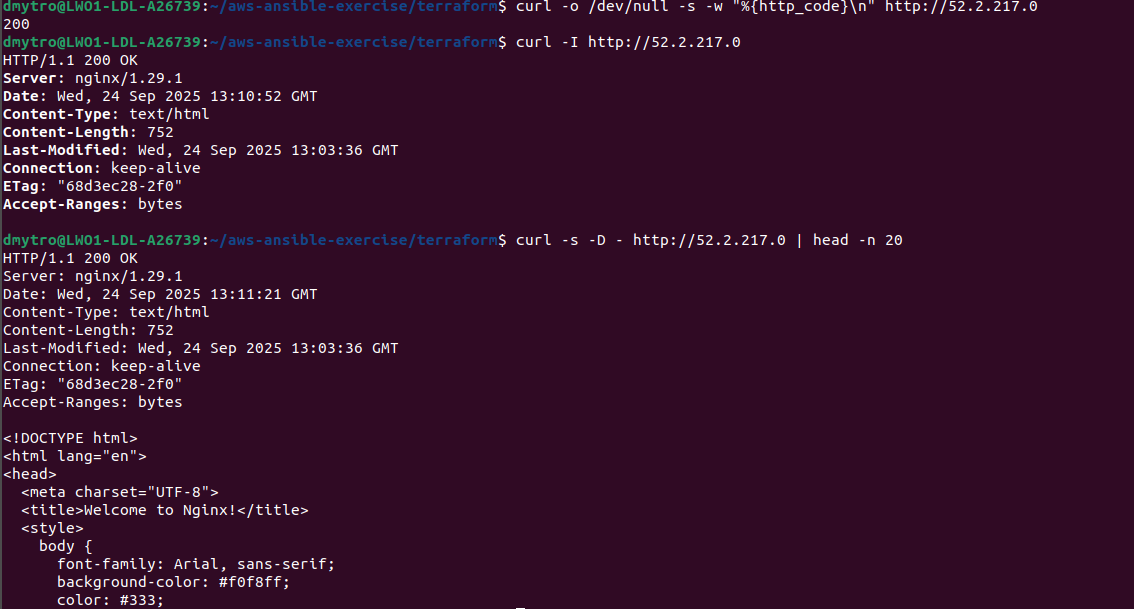 dmytro@LWO1-LDL-A26739:~/aws-ansible-exercise/terraform$ curl -o /dev/null -s -w "%{http_code}\n" http://52.2.217.0
200
dmytro@LWO1-LDL-A26739:~/aws-ansible-exercise/terraform$ curl -I http://52.2.217.0
HTTP/1.1 200 OK
Server: nginx/1.29.1
Date: Wed, 24 Sep 2025 13:10:52 GMT
Content-Type: text/html
Content-Length: 752
Last-Modified: Wed, 24 Sep 2025 13:03:36 GMT
Connection: keep-alive
ETag: "68d3ec28-2f0"
Accept-Ranges: bytes

dmytro@LWO1-LDL-A26739:~/aws-ansible-exercise/terraform$ curl -s -D - http://52.2.217.0 | head -n 20
HTTP/1.1 200 OK
Server: nginx/1.29.1
Date: Wed, 24 Sep 2025 13:11:21 GMT
Content-Type: text/html
Content-Length: 752
Last-Modified: Wed, 24 Sep 2025 13:03:36 GMT
Connection: keep-alive
ETag: "68d3ec28-2f0"
Accept-Ranges: bytes

<!DOCTYPE html>
<html lang="en">
<head>
  <meta charset="UTF-8">
  <title>Welcome to Nginx!</title>
  <style>
    body {
      font-family: Arial, sans-serif;
      background-color: #f0f8ff;
      color: #333;